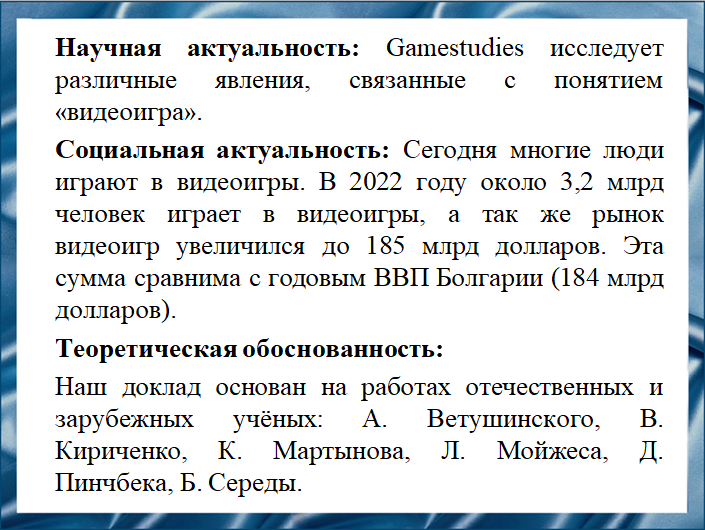 Научная актуальность: Gamestudies исследует
различные явления, связанные с понятием
«видеоигра».
Социальная актуальность: Сегодня многие люди
играют в видеоигры. В 2022 году около 3,2 млрд
человек играет в видеоигры, а так же рынок
видеоигр увеличился до 185 млрд долларов. Эта
сумма сравнима с годовым ВВП Болгарии (184 млрд
долларов).
Теоретическая обоснованность:
Наш доклад основан на работах отечественных и
зарубежных учёных: А. Ветушинского, В.
Кириченко, К. Мартынова, Л. Мойжеса, Д.
Пинчбека, Б. Середы.